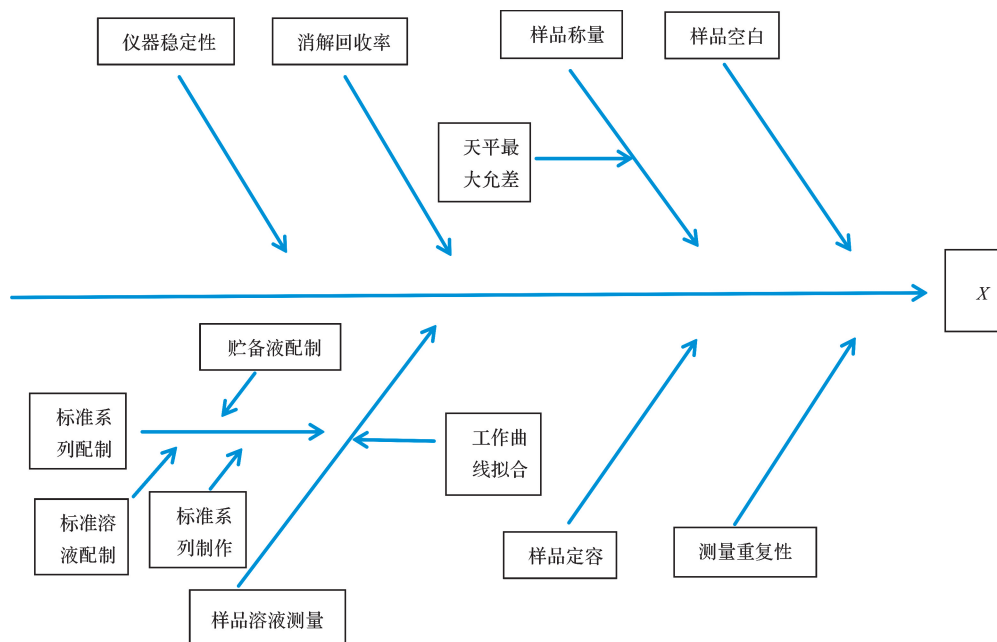 仪器稳定性
消解回收率
样品称量
样品空白
天平最
大允差
X
贮备液配制
标准系
列配制
工作曲
线拟合
标准溶
液配制
标准系
列制作
样品定容
测量重复性
样品溶液测量